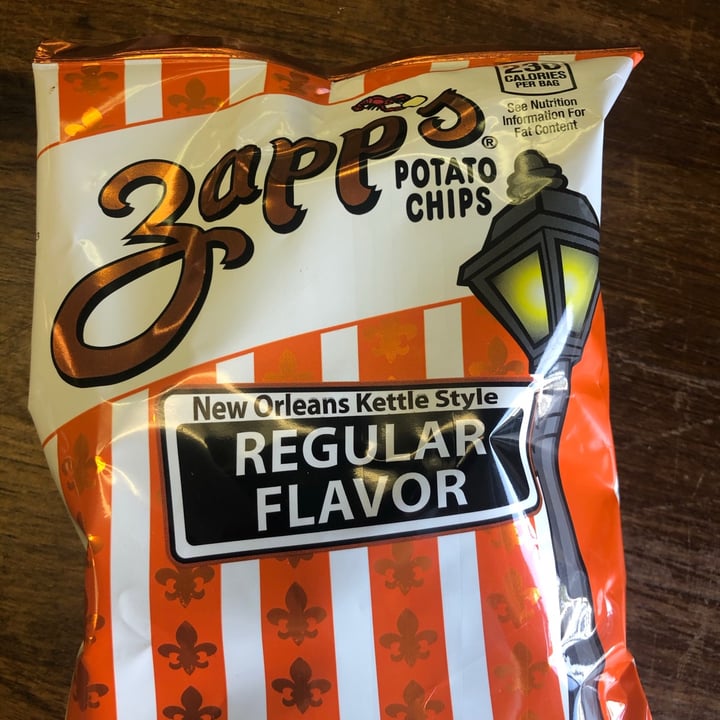 Zapp's®
POTATO
CHIPS
230
CALORIES
PER BAG
See Nutrition
Information For
Fat Content
New Orleans Kettle Style
REGULAR
FLAVOR